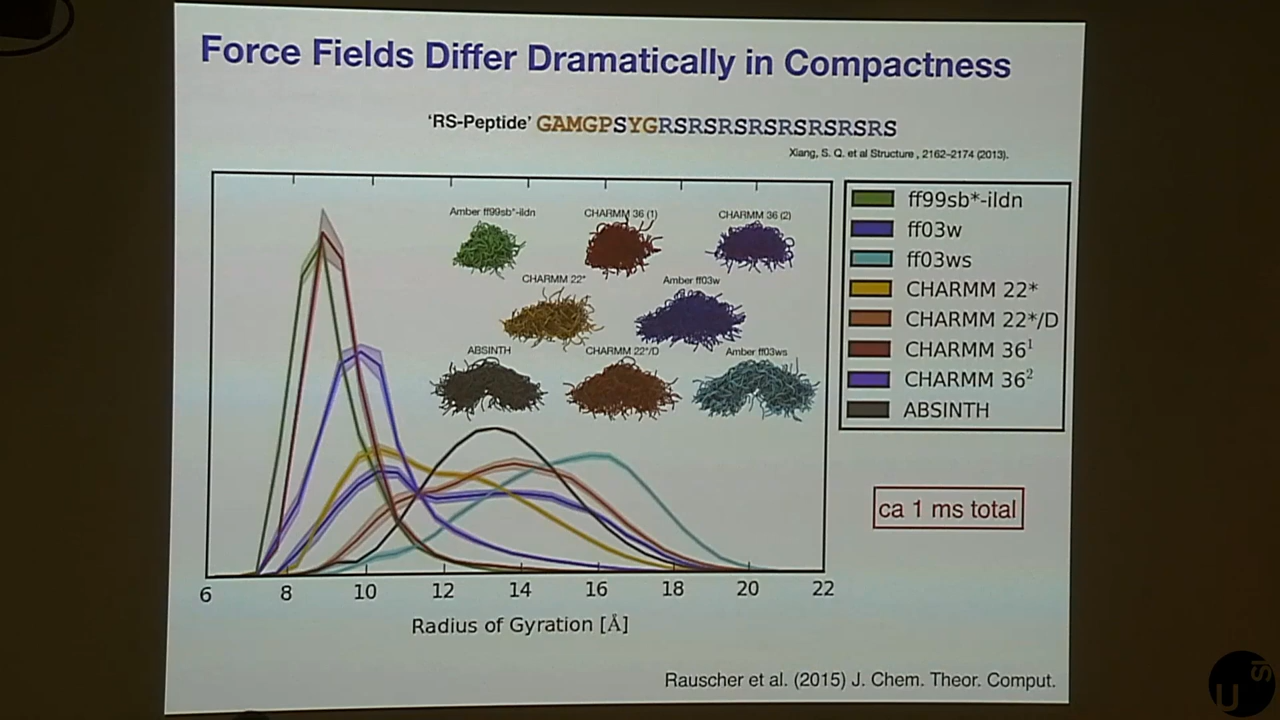 Force Fields Differ Dramatically in Compactness
'RS-Peptide' GAMGPSYGRSRSRSRSRSRSRSRS
Xiang, S. Q. et al Structure , 2162–2174 (2013).
Amber ff99sb*-ildn CHARMM 36 (1) CHARMM 36 (2)
CHARMM 22* Amber ff03w
ABSINTH CHARMM 22*/D Amber ff03ws
ff99sb*-ildn
ff03w
ff03ws
CHARMM 22*
CHARMM 22*/D
CHARMM 36¹
CHARMM 36²
ABSINTH
ca 1 ms total
6 8 10 12 14 16 18 20 22
Radius of Gyration [Å]
Rauscher et al. (2015) J. Chem. Theor. Comput.
U SI